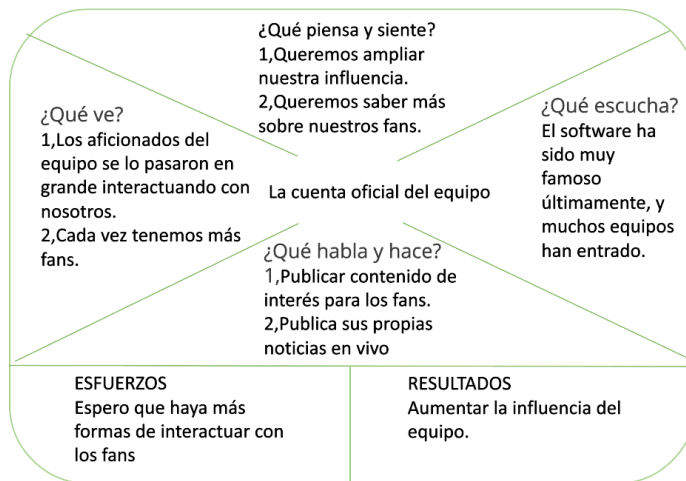 ¿Qué piensa y siente?
1,Queremos ampliar
nuestra influencia.
2,Queremos saber más
sobre nuestros fans.
¿Qué ve?
1,Los aficionados del
equipo se lo pasaron en
grande interactuando con
nosotros.
2,Cada vez tenemos más
fans.
La cuenta oficial del equipo
¿Qué escucha?
El software ha
sido muy
famoso
últimamente, y
muchos equipos
han entrado.
¿Qué habla y hace?
1,Publicar contenido de
interés para los fans.
2,Publica sus propias
noticias en vivo
ESFUERZOS
Espero que haya más
formas de interactuar con
los fans
RESULTADOS
Aumentar la influencia del
equipo.